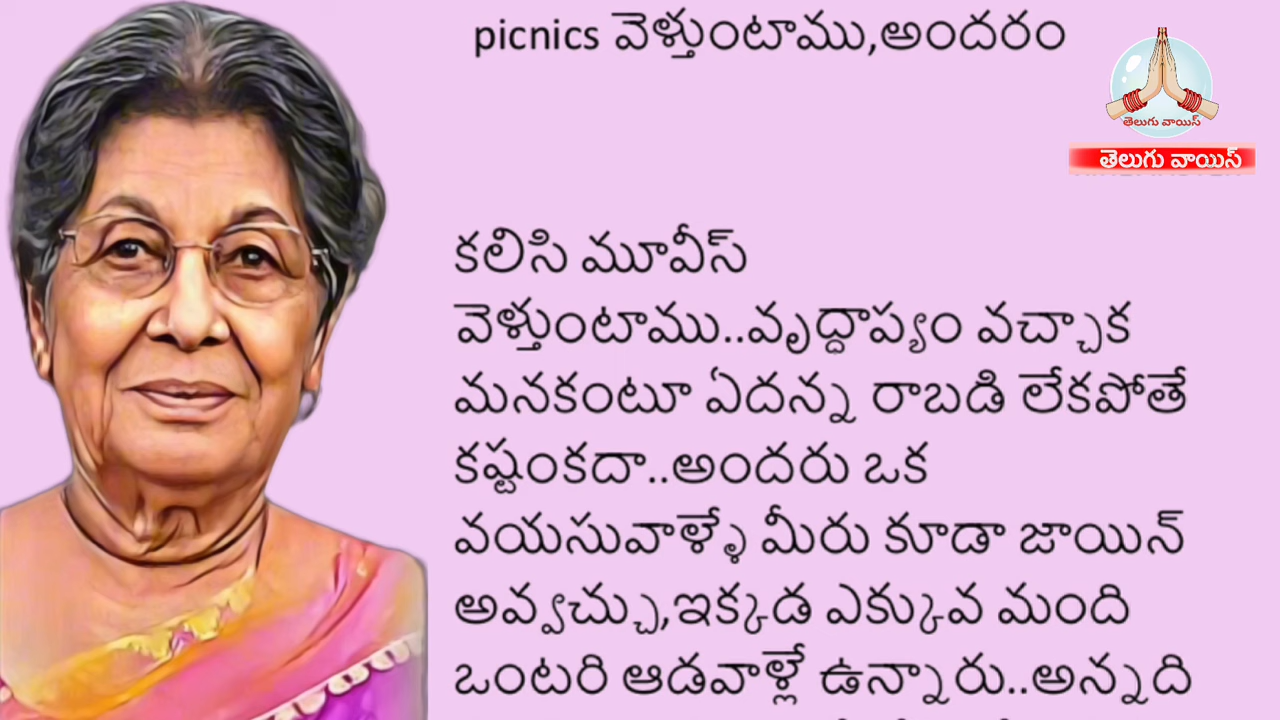 picnics వెళ్తుంటాము,అందరం
తెలుగు వాయిస్
తెలుగు వాయిస్
కలిసి మూవీస్
వెళ్తుంటాము..వృద్ధాప్యం వచ్చాక
మనకంటూ ఏదన్న రాబడి లేకపోతే
కష్టంకదా..అందరు ఒక
వయసువాళ్ళే మీరు కూడా జాయిన్
అవ్వచ్చు,ఇక్కడ ఎక్కువ మంది
ఒంటరి ఆడవాళ్లే ఉన్నారు..అన్నది